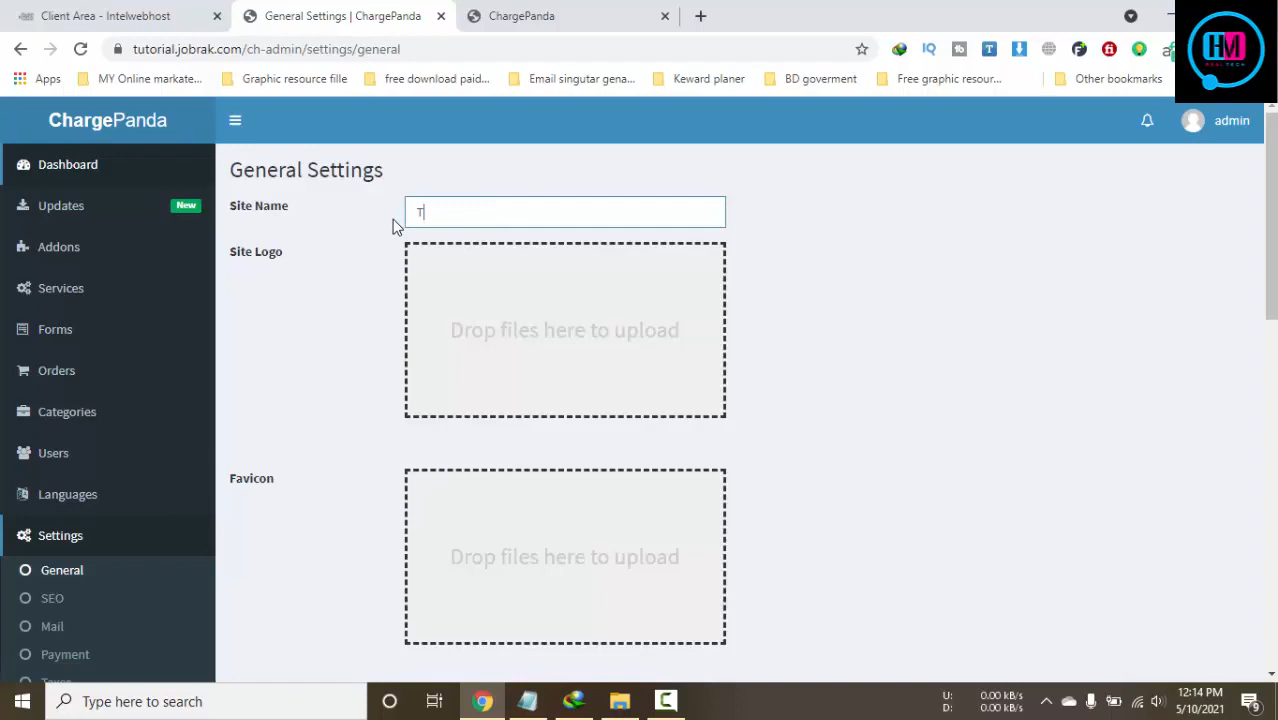 Client Area - Intelwebhost
General Settings | ChargePanda
ChargePanda
tutorial.jobrak.com/ch-admin/settings/general
Apps
MY Online markate...
Graphic resource fille
free download paid...
Email singutar gena...
Keward planer
BD goverment
Free graphic resour...
Other bookmarks
HM
ChargePanda
admin
Dashboard
Updates
New
Addons
Services
Forms
Orders
Categories
Users
Languages
Settings
General
SEO
Mail
Payment
Taxes
General Settings
Site Name
T
Site Logo
Drop files here to upload
Favicon
Drop files here to upload
Type here to search
U: 0.00 kB/s
D: 0.00 kB/s
12:14 PM
5/10/2021
9